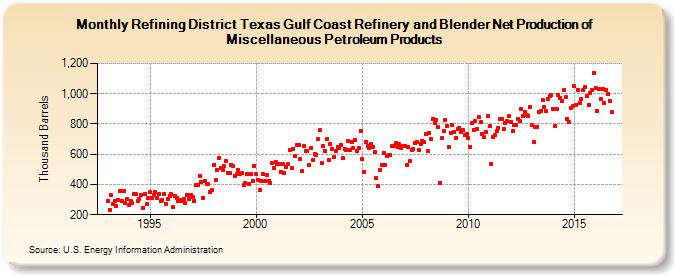 Monthly Refining District Texas Gulf Coast Refinery and Blender Net Production of
Miscellaneous Petroleum Products
Thousand Barrels
1,200
1,000
800
600
400
200
1995
2000
2005
2010
2015
Source: U.S. Energy Information Administration